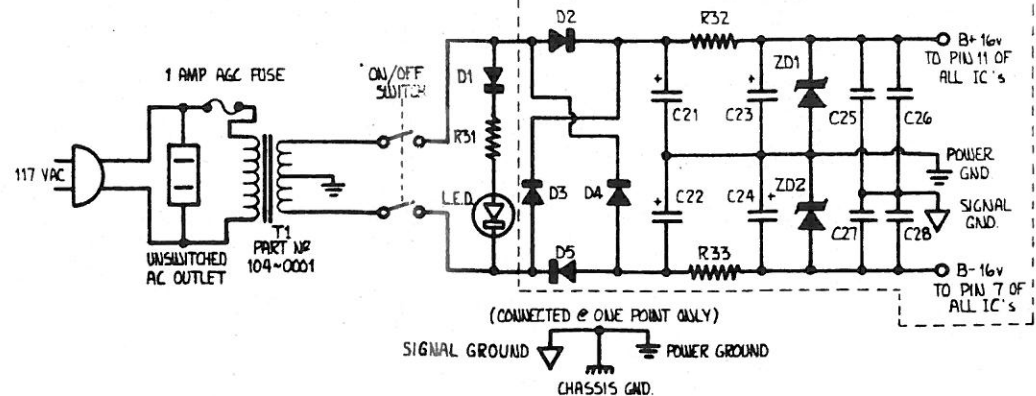 D2
R32
B+ 16v
TO PIN 11 OF
ALL IC's
1 AMP AGC FUSE
ON/OFF
SWITCH
D1
ZD1
R31
C21
C23
C25
C26
117 VAC
POWER
GND
L.E.D.
D3
D4
C22
C24
ZD2
SIGNAL
GND.
T1
PART Nº
104~0001
C27
C28
UNSWITCHED
AC OUTLET
D5
R33
B- 16v
TO PIN 7 OF
ALL IC's
(CONNECTED @ ONE POINT ONLY)
SIGNAL GROUND
POWER GROUND
CHASSIS GND.